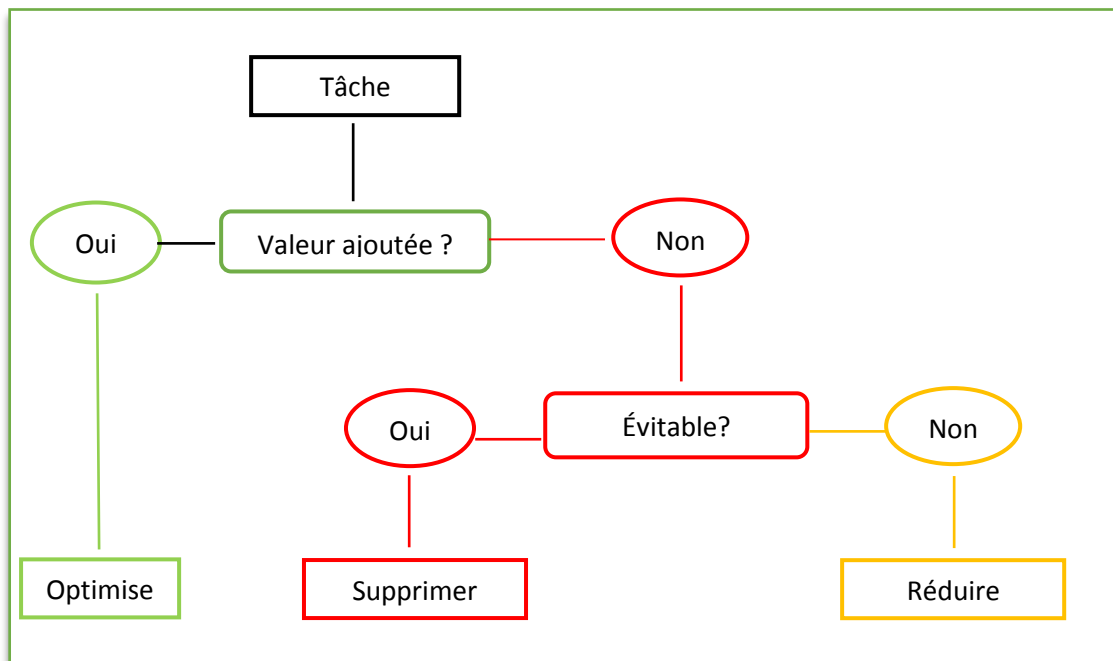 Tâche
Oui
Valeur ajoutée ?
Non
Oui
Évitable?
Non
Optimise
Supprimer
Réduire